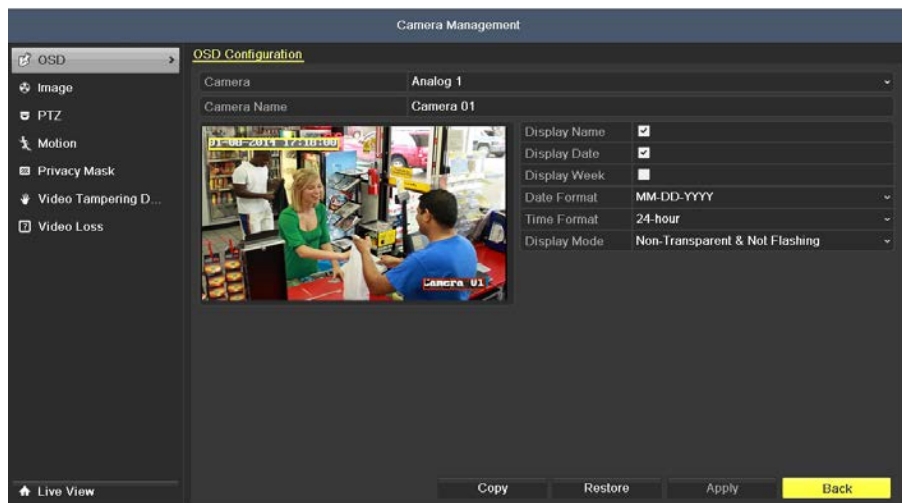 Camera Management
OSD
OSD Configuration
Image
PTZ
Motion
Privacy Mask
Video Tampering D...
Video Loss
Live View
Camera
Analog 1
Camera Name
Camera 01
01-08-2014 17:18:00
Camera 01
Display Name
Display Date
Display Week
Date Format
MM-DD-YYYY
Time Format
24-hour
Display Mode
Non-Transparent & Not Flashing
Copy
Restore
Apply
Back